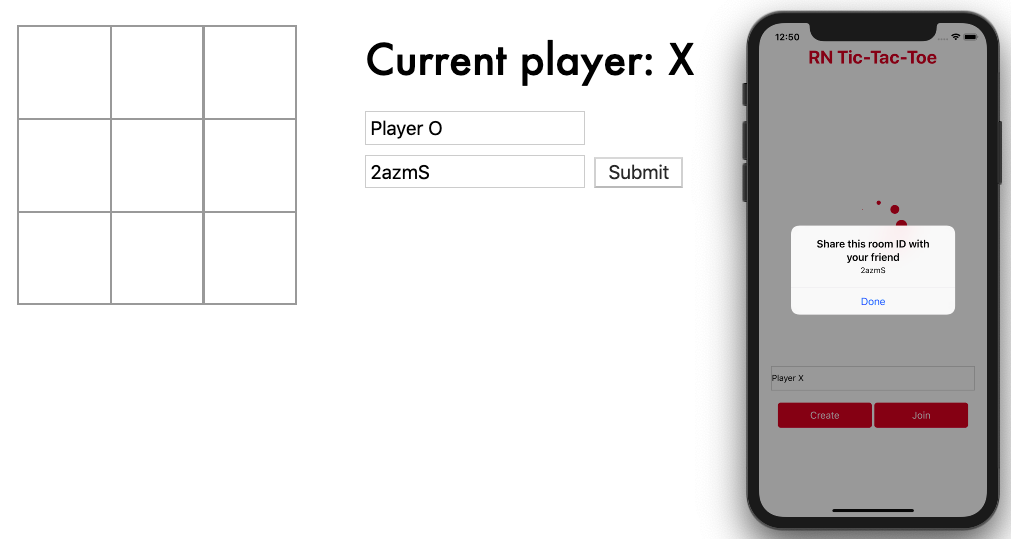 Current player: X
Player O
2azmS
Submit
12:50
RN Tic-Tac-Toe
Share this room ID with
your friend
2azmS
Done
Player X
Create
Join